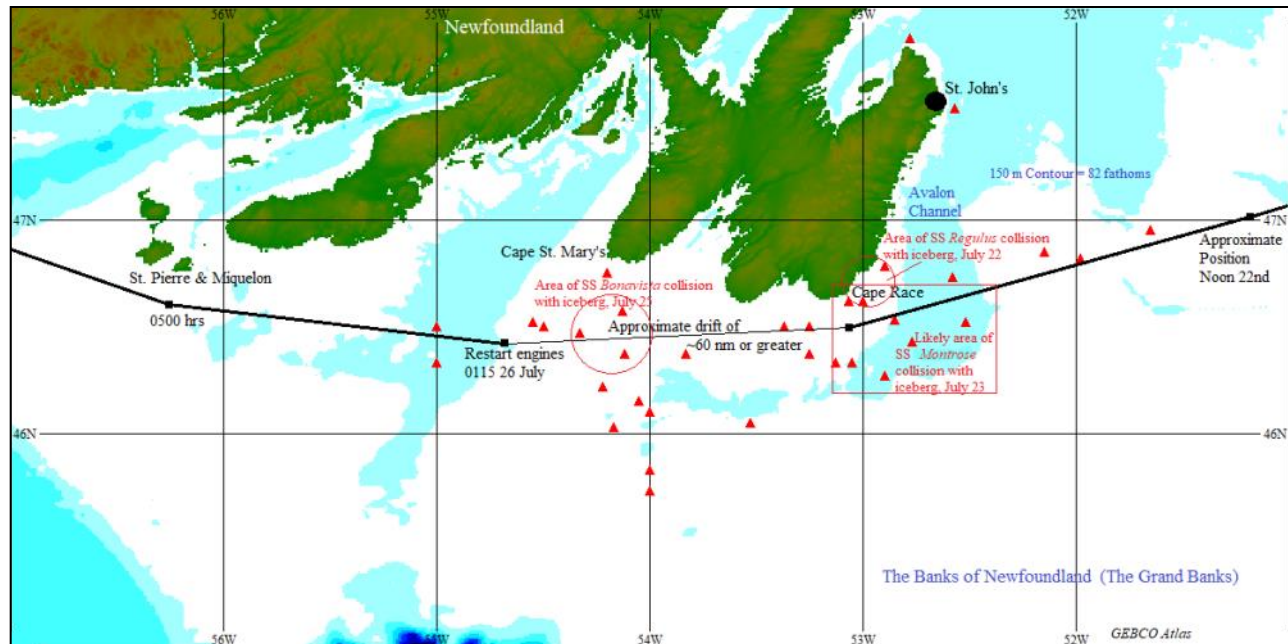 56W
55W
54W
53W
52W
Newfoundland
St. John's
150 m Contour = 82 fathoms
Avalon
Channel
47N
47N
Area of SS Regulus collision
with iceberg, July 22
Approximate
Position
Noon 22nd
Cape St. Mary's
St. Pierre & Miquelon
Area of SS Bonavista collision
with iceberg, July 25
Cape Race
0500 hrs
Approximate drift of
~60 nm or greater
Restart engines
0115 26 July
Likely area of
SS Montrose
collision with
iceberg, July 23
46N
46N
The Banks of Newfoundland (The Grand Banks)
56W
55W
54W
53W
52W
GEBCO Atlas